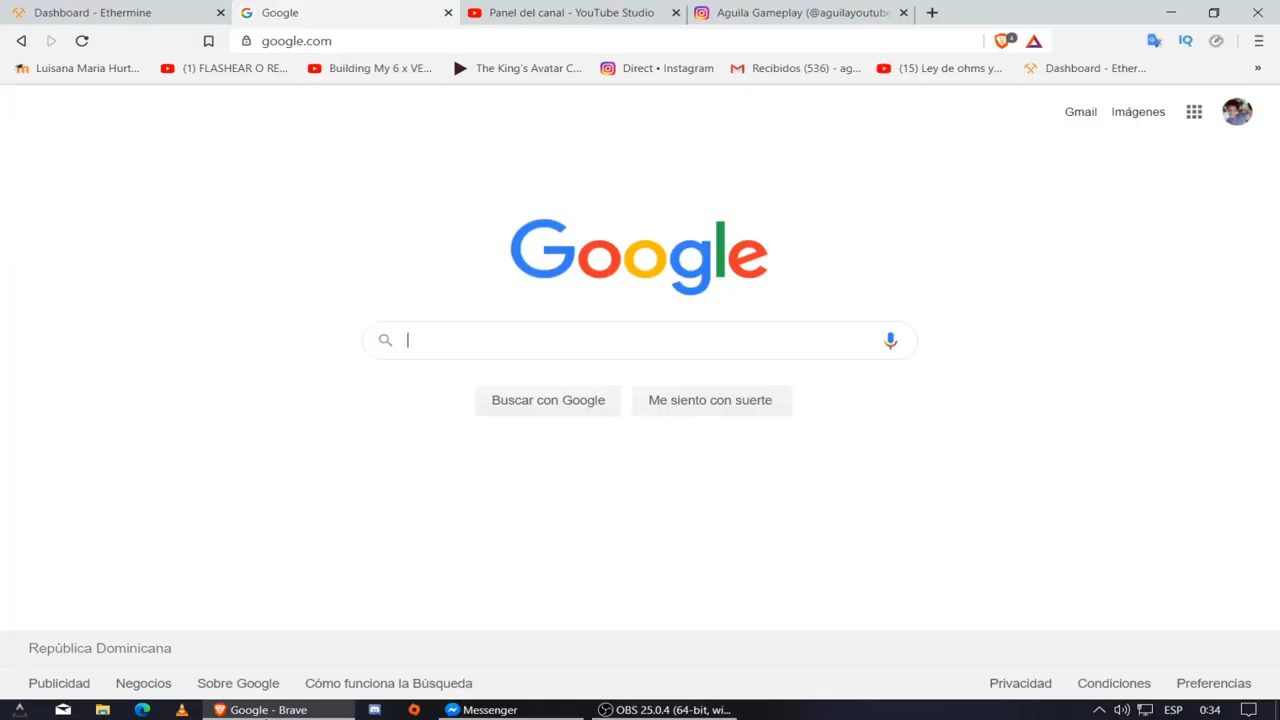 Dashboard - Ethermine
Google
Panel del canal - YouTube Studio
Aguila Gameplay (@aguilayoutube
google.com
4
IQ
Luisana Maria Hurt...
(1) FLASHEAR O RE...
Building My 6 x VE...
The King's Avatar C...
Direct • Instagram
Recibidos (536) - ag...
(15) Ley de ohms y...
Dashboard - Ether...
»
Gmail
Imágenes
Google
Buscar con Google
Me siento con suerte
República Dominicana
Publicidad
Negocios
Sobre Google
Cómo funciona la Búsqueda
Privacidad
Condiciones
Preferencias
Google - Brave
Messenger
OBS 25.0.4 (64-bit, wi...
ESP
0:34